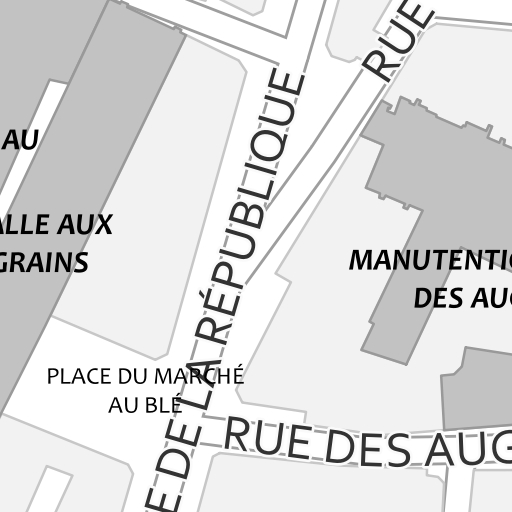 RUE
AU
ALLE AUX
GRAINS
E DE LA RÉPUBLIQUE
MANUTENTIO
DES AUG
PLACE DU MARCHÉ
AU BLÉ
RUE DES AUG